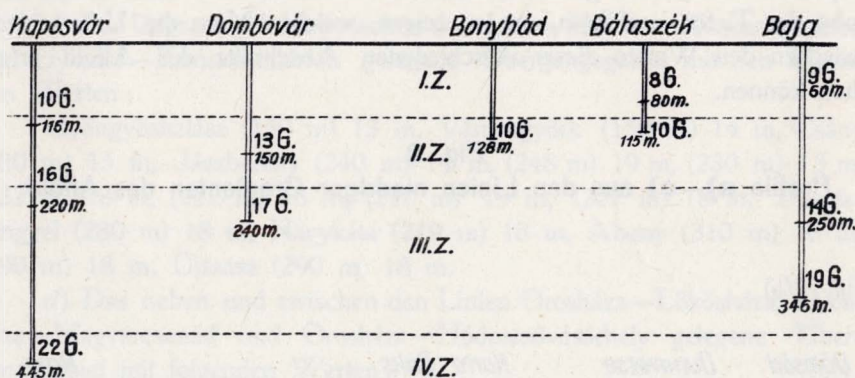 Kaposvár Dombóvár Bonyhád Bátaszék Baja
I.Z.
8G. 9G.
80m. 60m.
10G.
116m.
10G. 10G.
II.Z. 128m. 115m.
13G.
150m.
16G.
220m.
17G.
240m.
14G.
250m.
III.Z.
19G.
346m.
22G.
445m.
IV.Z.